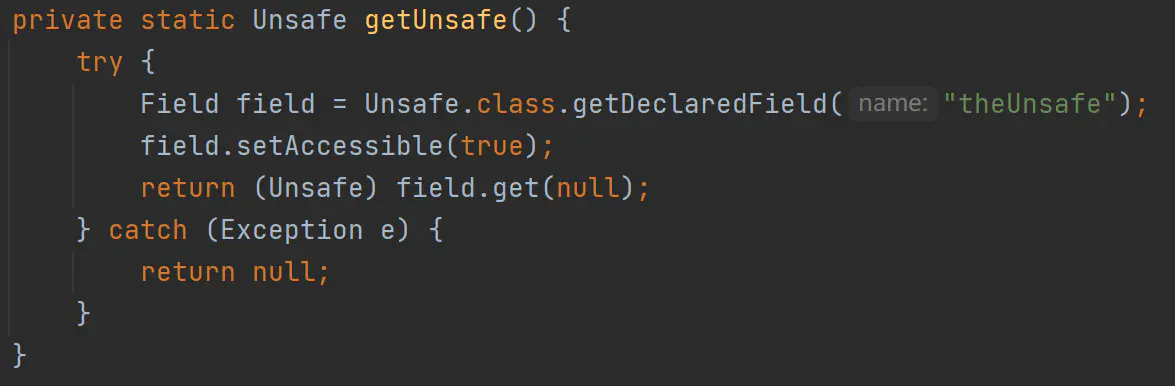 private static Unsafe getUnsafe() {
    try {
        Field field = Unsafe.class.getDeclaredField( name: "theUnsafe");
        field.setAccessible(true);
        return (Unsafe) field.get(null);
    } catch (Exception e) {
        return null;
    }
}